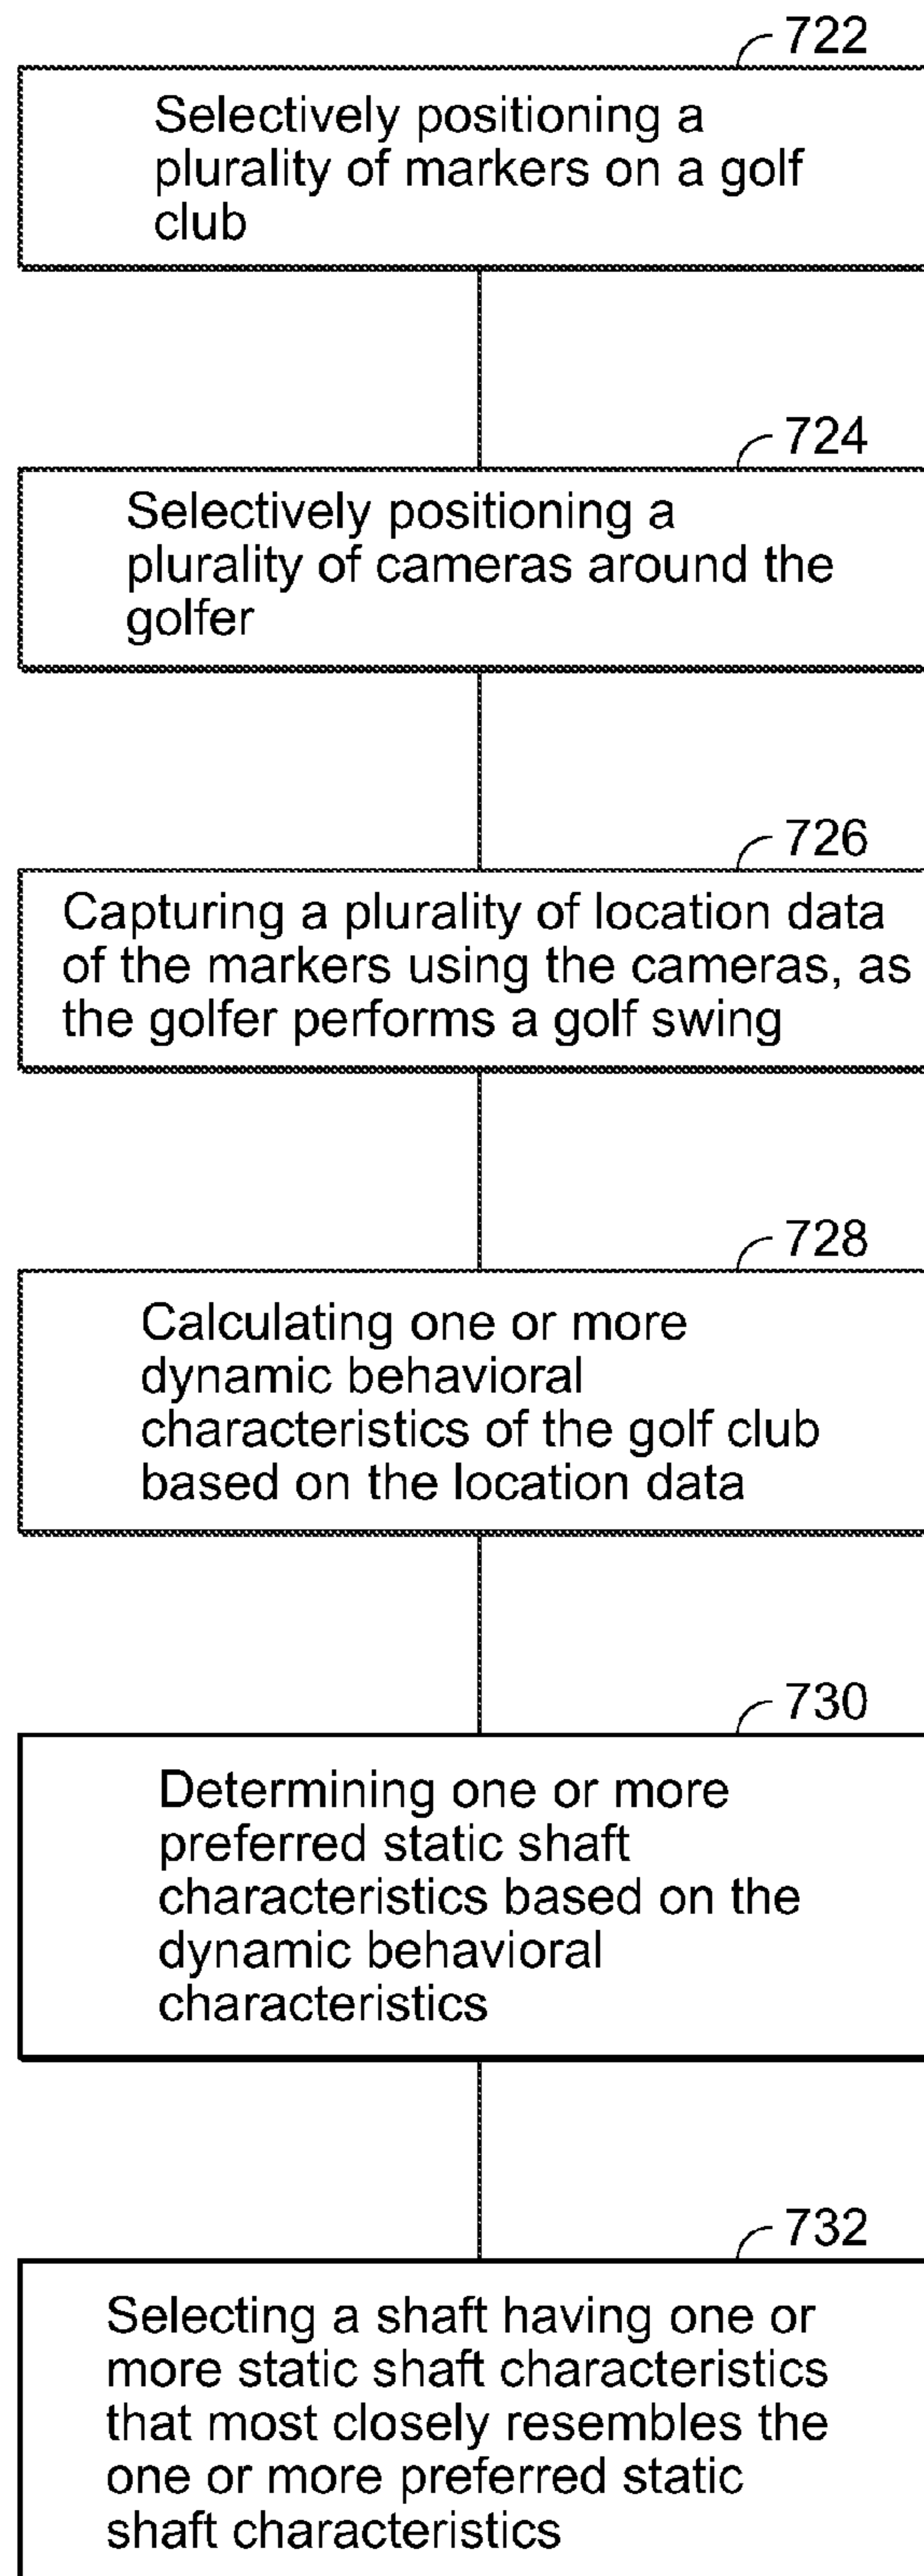 722
Selectively positioning a
plurality of markers on a golf
club
724
Selectively positioning a
plurality of cameras around the
golfer
726
Capturing a plurality of location data
of the markers using the cameras, as
the golfer performs a golf swing
728
Calculating one or more
dynamic behavioral
characteristics of the golf club
based on the location data
730
Determining one or more
preferred static shaft
characteristics based on the
dynamic behavioral
characteristics
732
Selecting a shaft having one or
more static shaft characteristics
that most closely resembles the
one or more preferred static
shaft characteristics